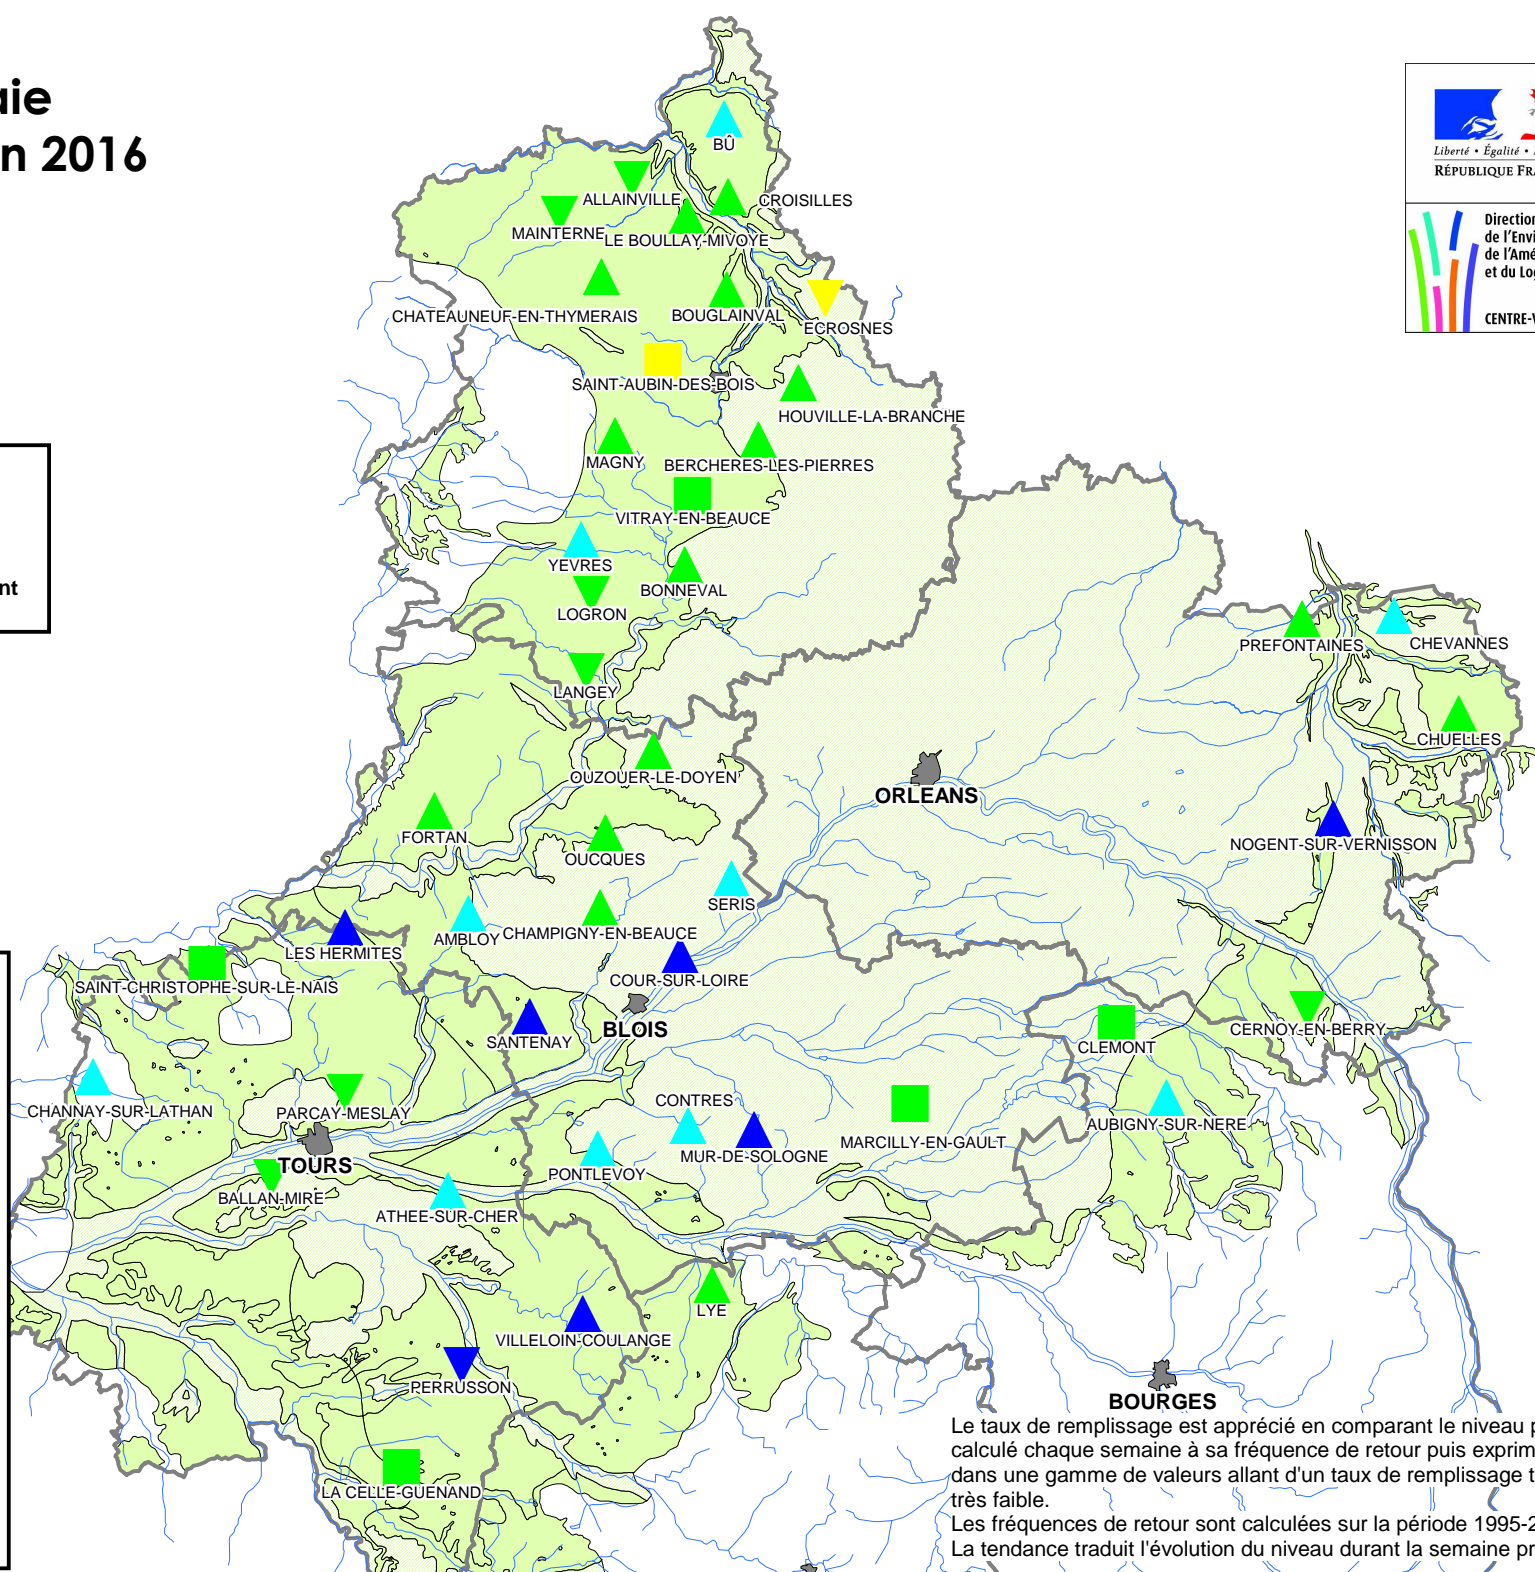 aie
n 2016
Liberté • Égalité •
RÉPUBLIQUE FRA
Direction
de l'Envi
de l'Amé
et du Log
CENTRE-V
nt
BÛ
ALLAINVILLE
CROISILLES
MAINTERNE
LE BOULLAY-MIVOYE
CHATEAUNEUF-EN-THYMERAIS
BOUGLAINVAL
ECROSNES
SAINT-AUBIN-DES-BOIS
HOUVILLE-LA-BRANCHE
MAGNY
BERCHERES-LES-PIERRES
VITRAY-EN-BEAUCE
YEVRES
BONNEVAL
LOGRON
PREFONTAINES
CHEVANNES
LANGEY
CHUELLES
OUZOUER-LE-DOYEN
ORLEANS
FORTAN
OUCQUES
NOGENT-SUR-VERNISSON
SERIS
AMBLOY
CHAMPIGNY-EN-BEAUCE
LES HERMITES
COUR-SUR-LOIRE
SAINT-CHRISTOPHE-SUR-LE-NAIS
BLOIS
CERNOY-EN-BERRY
SANTENAY
CLEMONT
CONTRES
CHANNAY-SUR-LATHAN
PARCAY-MESLAY
AUBIGNY-SUR-NERE
MARCILLY-EN-GAULT
MUR-DE-SOLOGNE
TOURS
PONTLEVOY
BALLAN-MIRE
ATHEE-SUR-CHER
LYE
VILLELOIN-COULANGE
PERRUSSON
BOURGES
LA CELLE-GUENAND
Le taux de remplissage est apprécié en comparant le niveau p
calculé chaque semaine à sa fréquence de retour puis exprim
dans une gamme de valeurs allant d'un taux de remplissage t
très faible.
Les fréquences de retour sont calculées sur la période 1995-2
La tendance traduit l'évolution du niveau durant la semaine pr